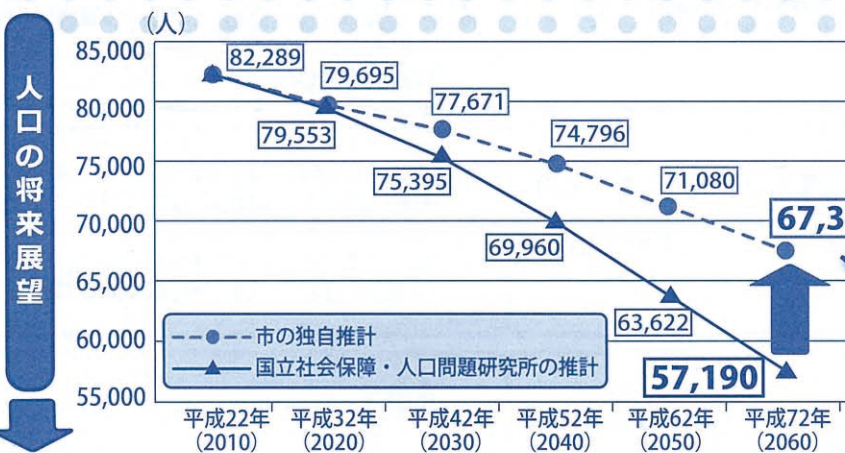 人口の将来展望
(人)
85,000
80,000
75,000
70,000
65,000
60,000
55,000
82,289
79,695
77,671
74,796
71,080
67,3
79,553
75,395
69,960
63,622
57,190
市の独自推計
国立社会保障・人口問題研究所の推計
平成22年
(2010)
平成32年
(2020)
平成42年
(2030)
平成52年
(2040)
平成62年
(2050)
平成72年
(2060)